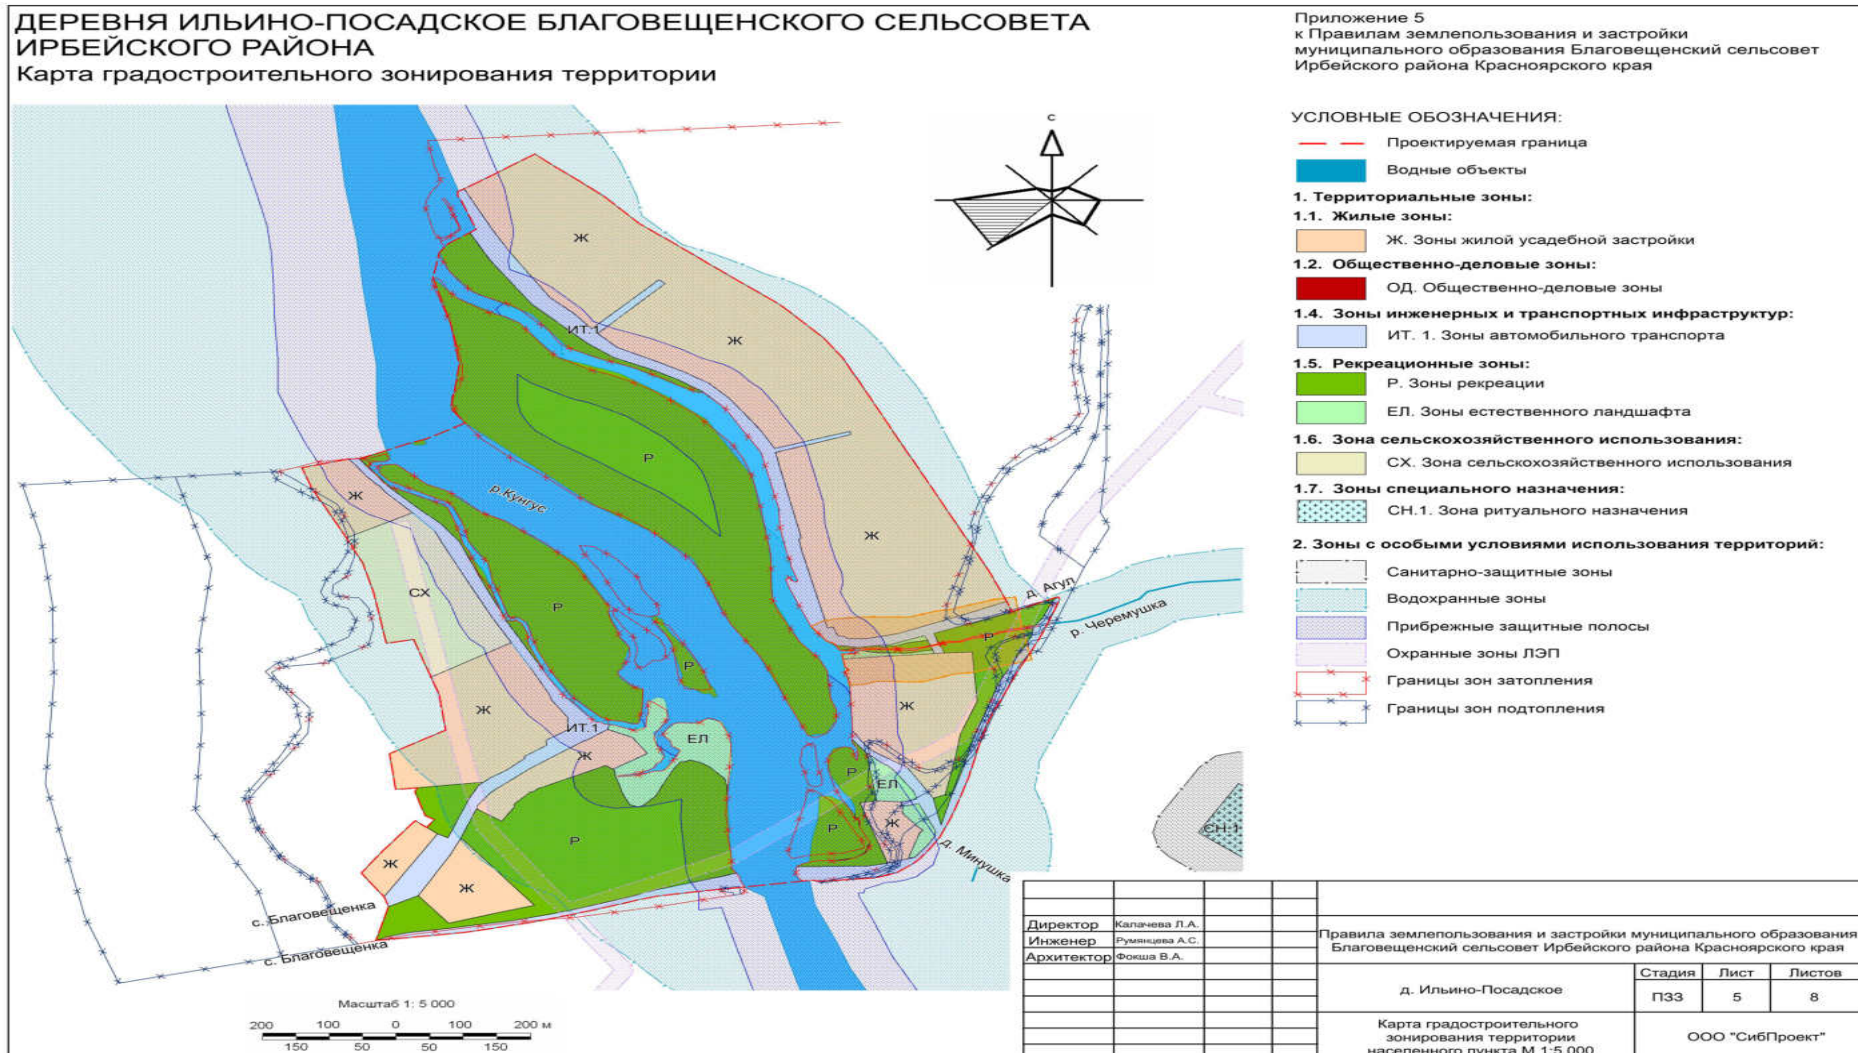 ДЕРЕВНЯ ИЛЬИНО-ПОСАДСКОЕ БЛАГОВЕЩЕНСКОГО СЕЛЬСОВЕТА
ИРБЕЙСКОГО РАЙОНА
Карта градостроительного зонирования территории
Приложение 5
к Правилам землепользования и застройки
муниципального образования Благовещенский сельсовет
Ирбейского района Красноярского края
УСЛОВНЫЕ ОБОЗНАЧЕНИЯ:
Проектируемая граница
Водные объекты
1. Территориальные зоны:
1.1. Жилые зоны:
Ж. Зоны жилой усадебной застройки
1.2. Общественно-деловые зоны:
ОД. Общественно-деловые зоны
1.4. Зоны инженерных и транспортных инфраструктур:
ИТ. 1. Зоны автомобильного транспорта
1.5. Рекреационные зоны:
Р. Зоны рекреации
ЕЛ. Зоны естественного ландшафта
1.6. Зона сельскохозяйственного использования:
СХ. Зона сельскохозяйственного использования
1.7. Зоны специального назначения:
СН.1. Зона ритуального назначения
2. Зоны с особыми условиями использования территорий:
Санитарно-защитные зоны
Водохранные зоны
Прибрежные защитные полосы
Охранные зоны ЛЭП
Границы зон затопления
Границы зон подтопления
с
Ж
ИТ.1
Ж
Р
Ж
р.Кунгус
Ж
СХ
Р
д. Агул
р. Черемушка
Р
Р
Ж
Ж
ИТ.1
Ж
ЕЛ
Р
ЕЛ
Р
Ж
Р
СН.1
д. Минушка
Ж
Ж
с. Благовещенка
с. Благовещенка
Масштаб 1: 5 000
200 100 0 100 200 м
150 50 50 150
Директор Калачева Л.А.
Инженер Румянцева А.С.
Архитектор Фокша В.А.
Правила землепользования и застройки муниципального образования
Благовещенский сельсовет Ирбейского района Красноярского края
д. Ильино-Посадское
Стадия Лист Листов
ПЗЗ 5 8
Карта градостроительного
зонирования территории
населенного пункта М 1:5 000
ООО "СибПроект"